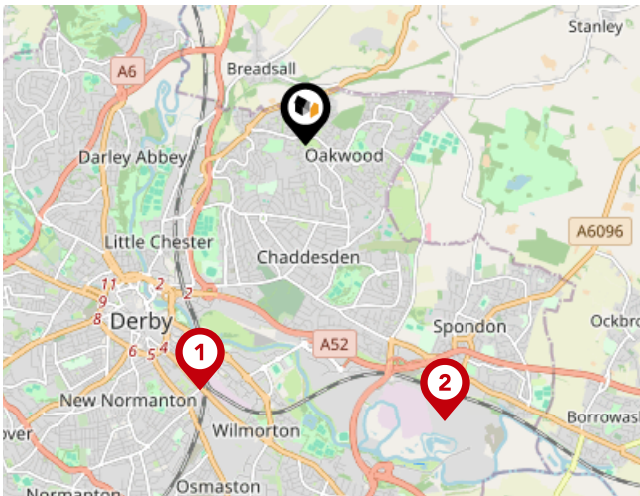 Stanley
Breadsall
A6
Darley Abbey
Oakwood
A6096
Little Chester
Chaddesden
11
2
2
9
8
Derby
Spondon
Ockbro
A52
6
5
4
1
2
New Normanton
Borrowas
over
Wilmorton
Osmaston
Normanton